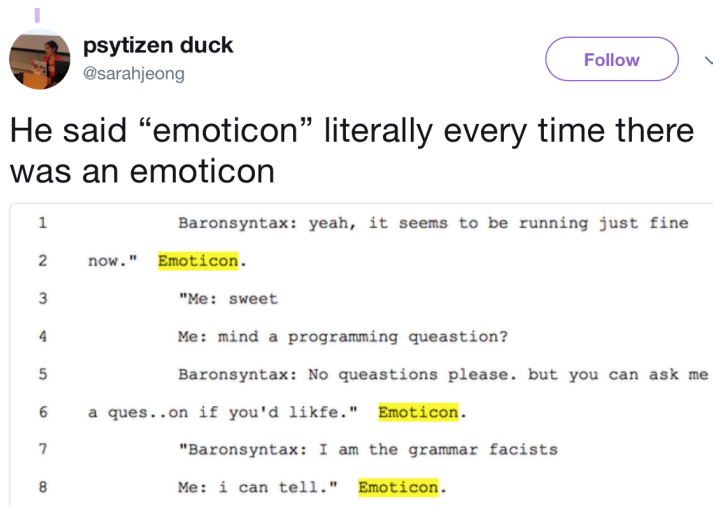 psytizen duck
@sarahjeong
Follow
He said “emoticon” literally every time there
was an emoticon
1 Baronsyntax: yeah, it seems to be running just fine
2 now." Emoticon.
3 "Me: sweet
4 Me: mind a programming queastion?
5 Baronsyntax: No queastions please. but you can ask me
6 a ques..on if you'd likfe." Emoticon.
7 "Baronsyntax: I am the grammar facists
8 Me: i can tell." Emoticon.